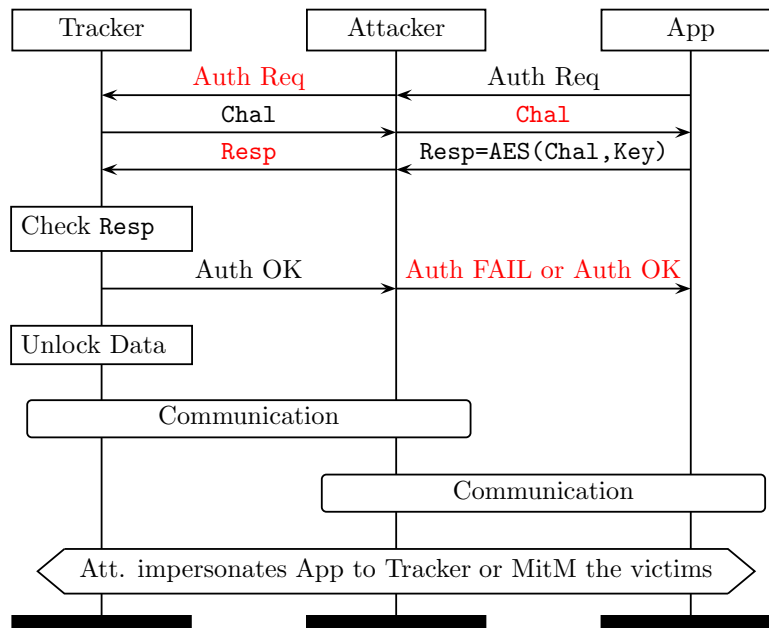 Tracker Attacker App
Auth Req Auth Req
Chal Chal
Resp Resp=AES(Chal,Key)
Check Resp
Auth OK Auth FAIL or Auth OK
Unlock Data
Communication
Communication
Att. impersonates App to Tracker or MitM the victims